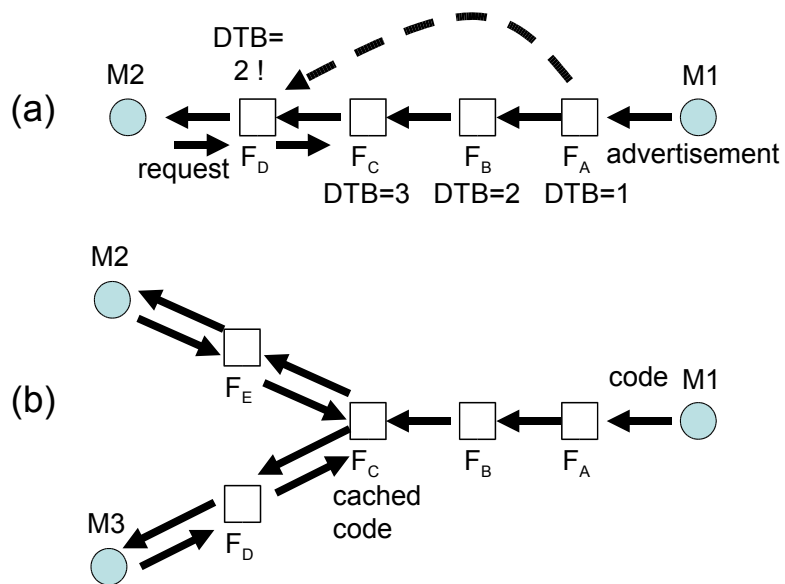 DTB=
2 !
M2
M1
(a)
request
F_D
F_C
F_B
F_A
advertisement
DTB=3
DTB=2
DTB=1
M2
(b)
F_E
code
M1
F_C
F_B
F_A
cached
code
M3
F_D